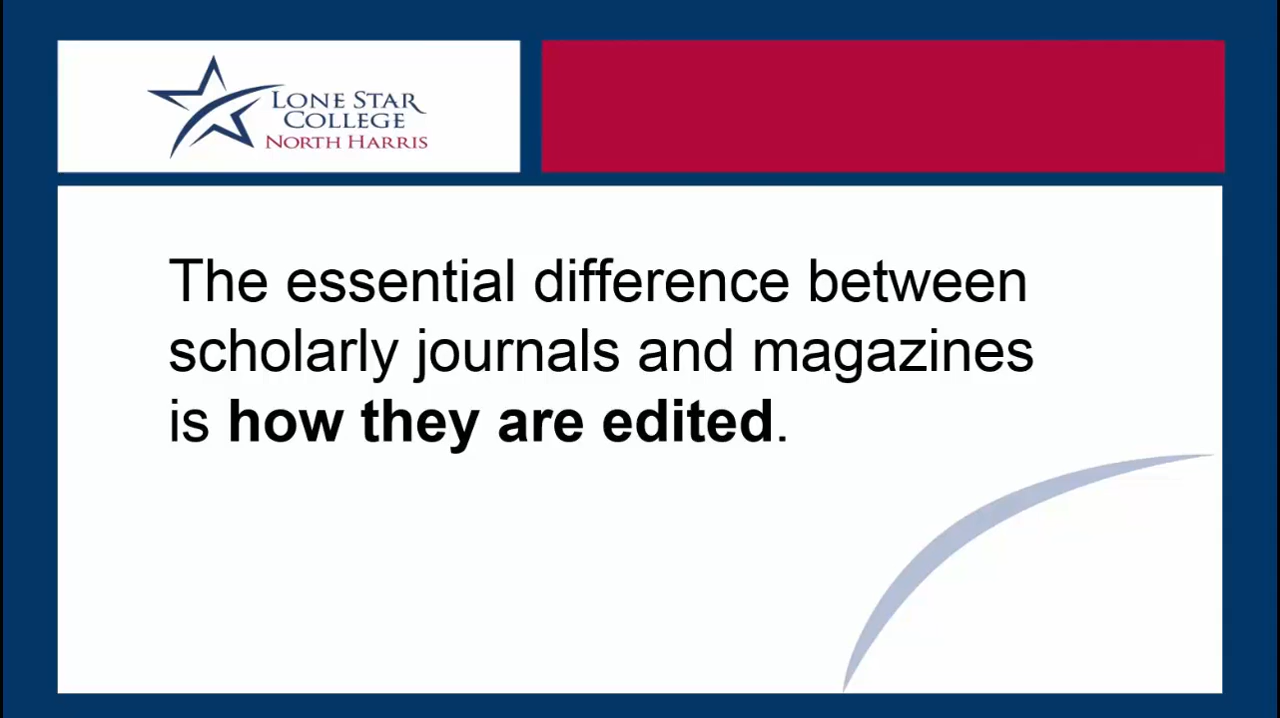 LONE STAR
COLLEGE
NORTH HARRIS
The essential difference between
scholarly journals and magazines
is how they are edited.